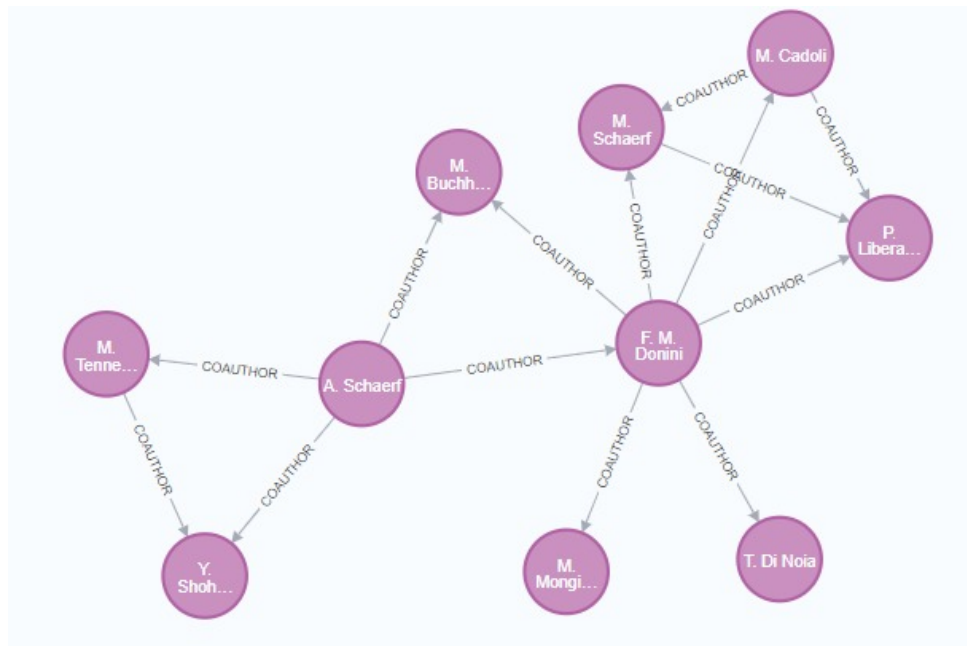 M. Cadoli
COAUTHOR
M.
Schaerf
COAUTHOR
COAUTHOR
M.
Buchh...
COAUTHOR
COAUTHOR
P.
Libera...
COAUTHOR
COAUTHOR
COAUTHOR
COAUTHOR
F. M.
Donini
M.
Tenne...
COAUTHOR
A. Schaerf
COAUTHOR
COAUTHOR
COAUTHOR
COAUTHOR
COAUTHOR
M.
Mongi...
T. Di Noia
Y.
Shoh...